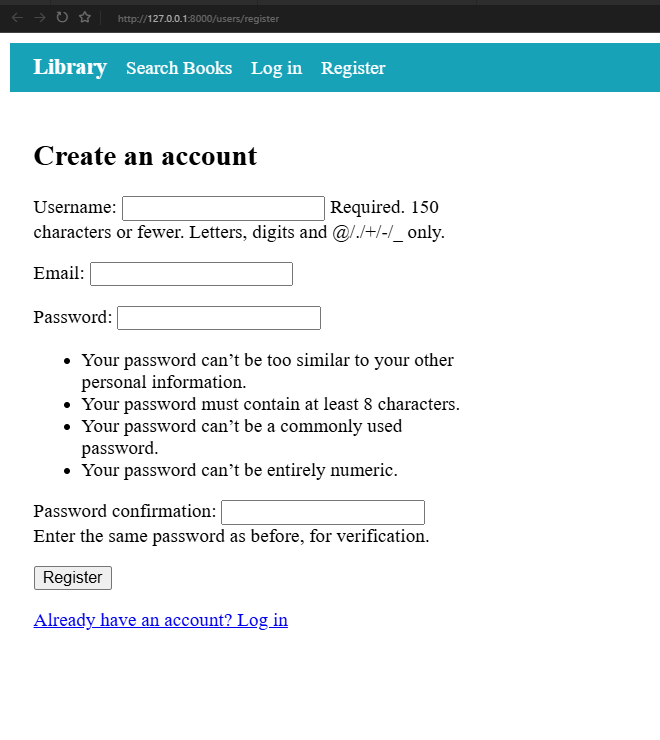 http://127.0.0.1:8000/users/register
Library Search Books Log in Register
Create an account
Username: Required. 150
characters or fewer. Letters, digits and @/./+/-/_ only.
Email:
Password:
• Your password can’t be too similar to your other
personal information.
• Your password must contain at least 8 characters.
• Your password can’t be a commonly used
password.
• Your password can’t be entirely numeric.
Password confirmation:
Enter the same password as before, for verification.
Register
Already have an account? Log in